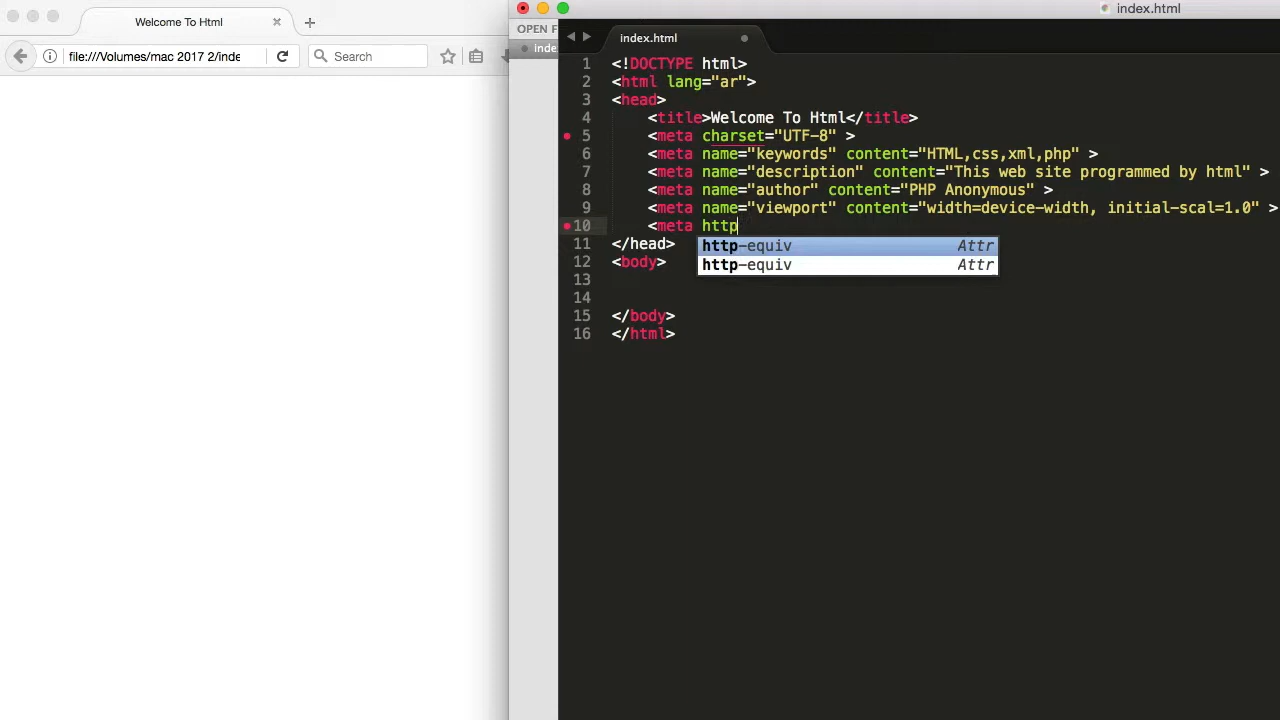 Welcome To Html
file:///Volumes/mac 2017 2/inde
Search
index.html
OPEN F
inde
index.html
1 <!DOCTYPE html>
2 <html lang="ar">
3 <head>
4 <title>Welcome To Html</title>
5 <meta charset="UTF-8" >
6 <meta name="keywords" content="HTML,css,xml,php" >
7 <meta name="description" content="This web site programmed by html" >
8 <meta name="author" content="PHP Anonymous" >
9 <meta name="viewport" content="width=device-width, initial-scal=1.0" >
10 <meta http
http-equiv Attr
http-equiv Attr
11 </head>
12 <body>
13
14
15 </body>
16 </html>